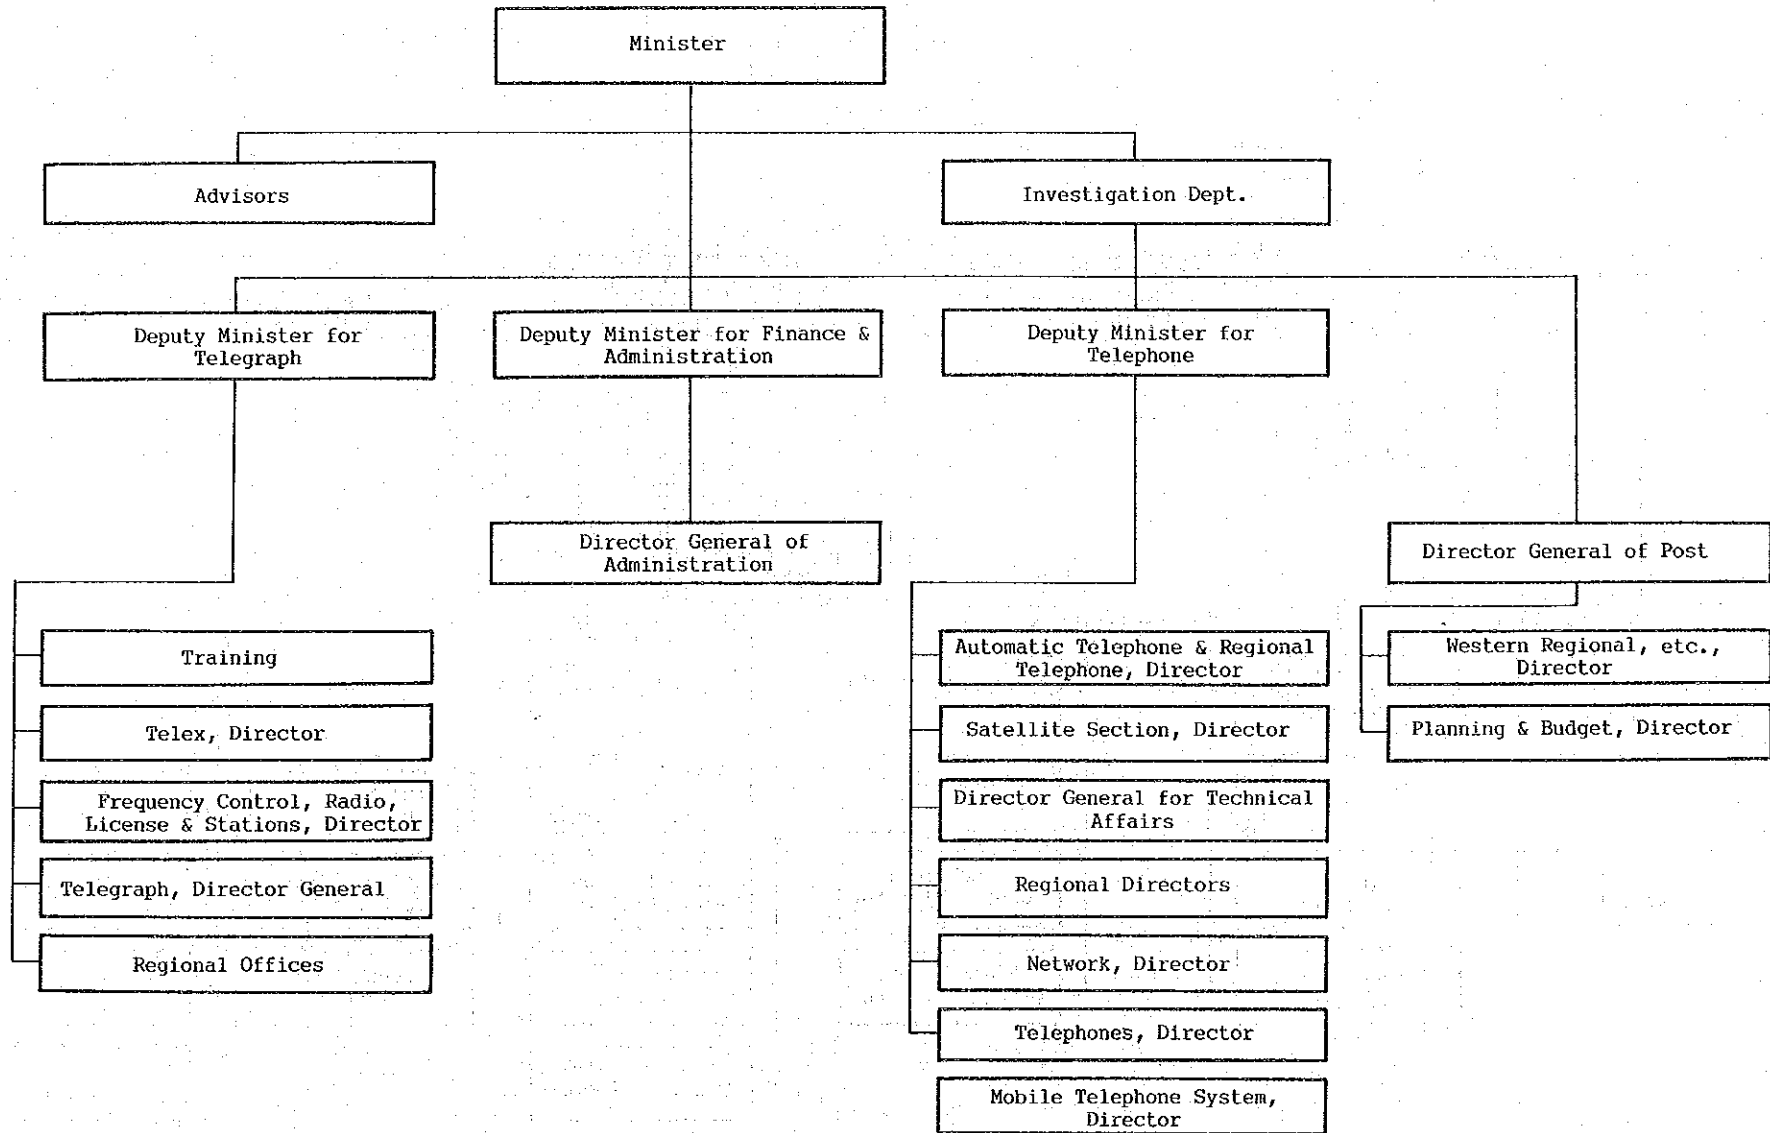 Minister
Advisors
Investigation Dept.
Deputy Minister for
Telegraph
Deputy Minister for Finance &
Administration
Deputy Minister for
Telephone
Director General of
Administration
Director General of Post
Training
Telex, Director
Frequency Control, Radio,
License & Stations, Director
Telegraph, Director General
Regional Offices
Automatic Telephone & Regional
Telephone, Director
Satellite Section, Director
Director General for Technical
Affairs
Regional Directors
Network, Director
Telephones, Director
Mobile Telephone System,
Director
Western Regional, etc.,
Director
Planning & Budget, Director